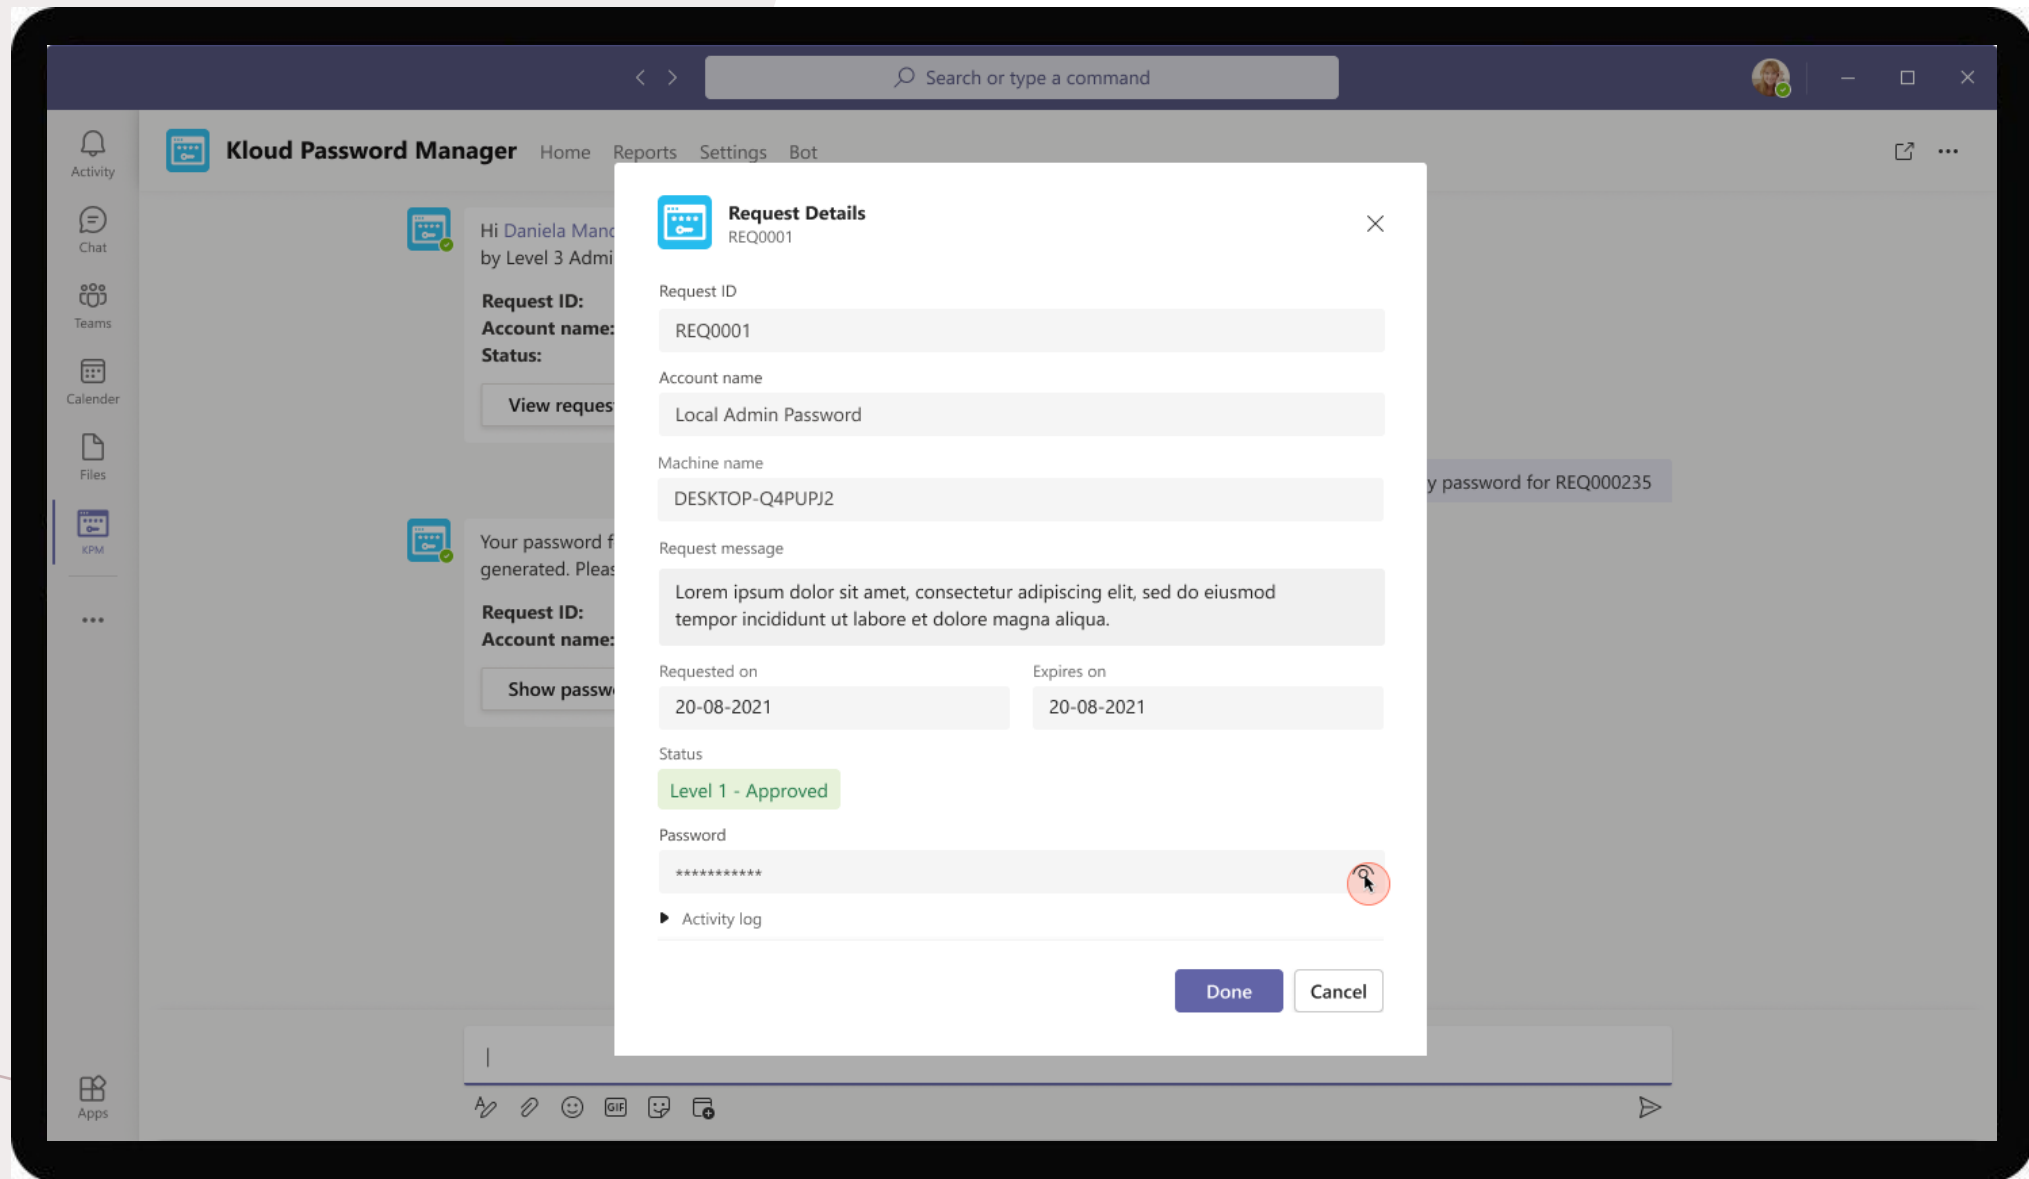 Search or type a command
Activity
Chat
Teams
Calender
Files
KPM
Apps
Kloud Password Manager Home Reports Settings Bot
Hi Daniela
by Level 3
Request ID:
Account name:
Status:
View
y password for REQ000235
Your password
generated.
Request ID:
Account name:
Show
GIF
Request Details
REQ0001
Request ID
REQ0001
Account name
Local Admin Password
Machine name
DESKTOP-Q4PUPJ2
Request message
Lorem ipsum dolor sit amet, consectetur adipiscing elit, sed do eiusmod
tempor incididunt ut labore et dolore magna aliqua.
Requested on Expires on
20-08-2021 20-08-2021
Status
Level 1 - Approved
Password
***********
Activity log
Done Cancel